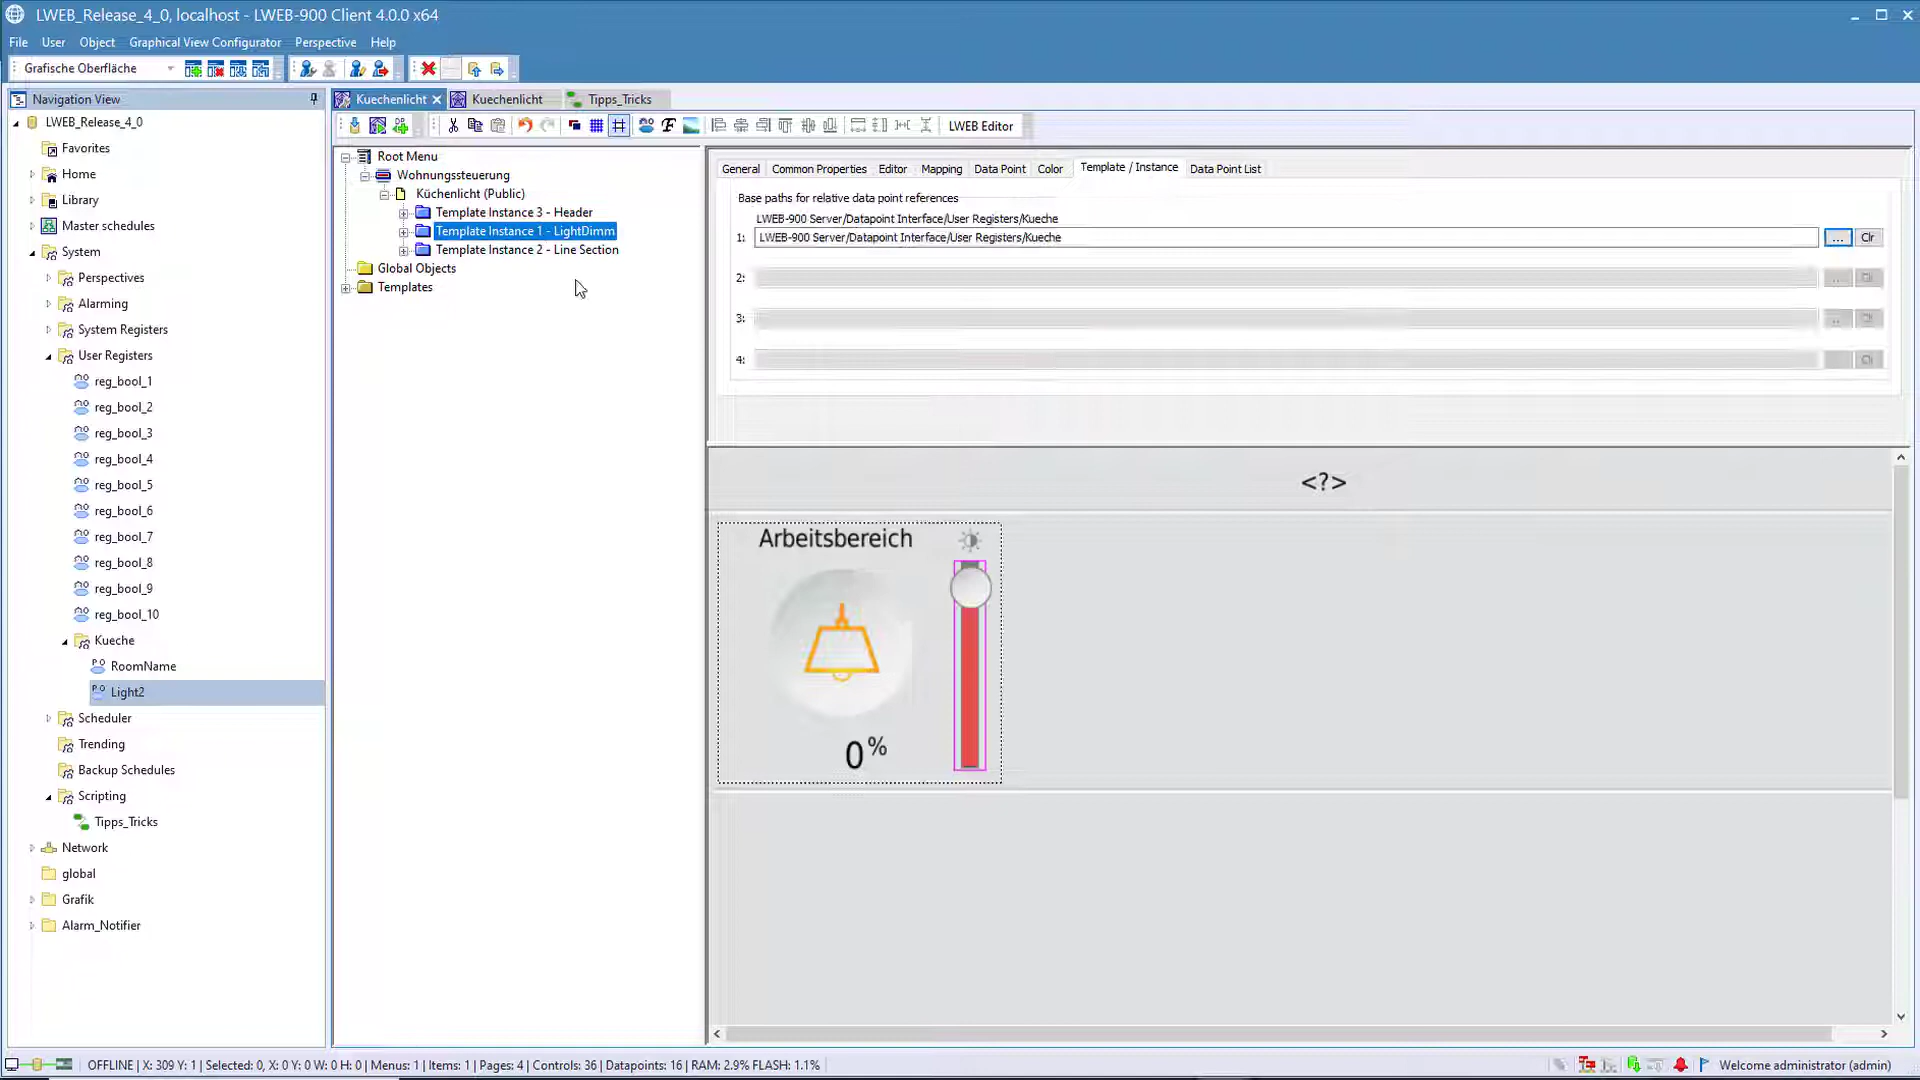 LWEB_Release_4_0, localhost - LWEB-900 Client 4.0.0 x64
File User Object Graphical View Configurator Perspective Help
Grafische Oberfläche
Navigation View
Kuechenlicht Kuechenlicht Tipps_Tricks
LWEB Editor
LWEB_Release_4_0
Favorites
Home
Library
Master schedules
System
Perspectives
Alarming
System Registers
User Registers
reg_bool_1
reg_bool_2
reg_bool_3
reg_bool_4
reg_bool_5
reg_bool_6
reg_bool_7
reg_bool_8
reg_bool_9
reg_bool_10
Kueche
RoomName
Light2
Scheduler
Trending
Backup Schedules
Scripting
Tipps_Tricks
Network
global
Grafik
Alarm_Notifier
Root Menu
Wohnungssteuerung
Küchenlicht (Public)
Template Instance 3 - Header
Template Instance 1 - LightDimm
Template Instance 2 - Line Section
Global Objects
Templates
General Common Properties Editor Mapping Data Point Color Template / Instance Data Point List
Base paths for relative data point references
LWEB-900 Server/Datapoint Interface/User Registers/Kueche
1: LWEB-900 Server/Datapoint Interface/User Registers/Kueche ... Clr
2: ...
3: ...
4: ...
<?>
Arbeitsbereich
0%
OFFLINE | X: 309 Y: 1 | Selected: 0, X: 0 Y: 0 W: 0 H: 0 | Menus: 1 | Items: 1 | Pages: 4 | Controls: 36 | Datapoints: 16 | RAM: 2.9% FLASH: 1.1%
Welcome administrator (admin)